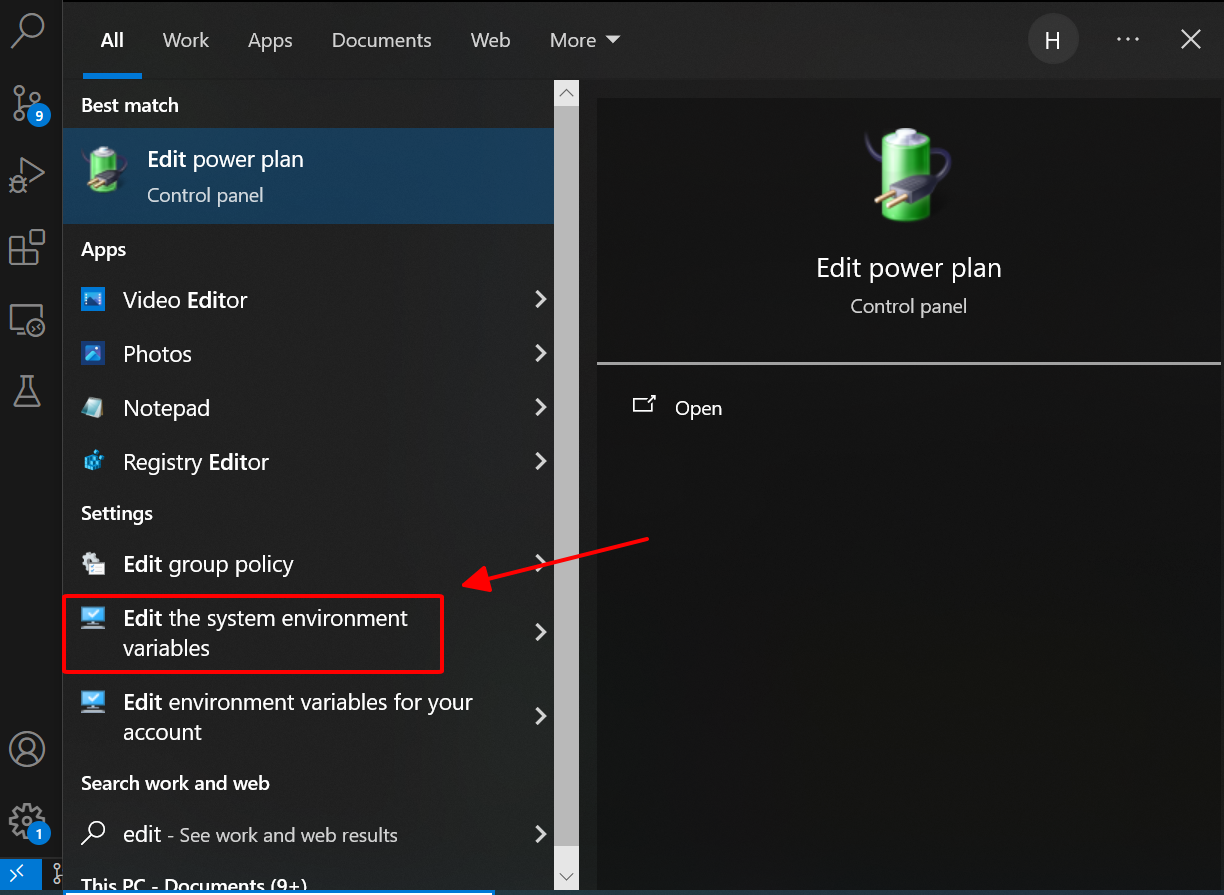 All Work Apps Documents Web More H
Best match
Edit power plan
Control panel
Apps
Video Editor
Photos
Notepad
Registry Editor
Settings
Edit group policy
Edit the system environment
variables
Edit environment variables for your
account
Search work and web
edit - See work and web results
This PC - Documents (9+)
Edit power plan
Control panel
Open
9
1